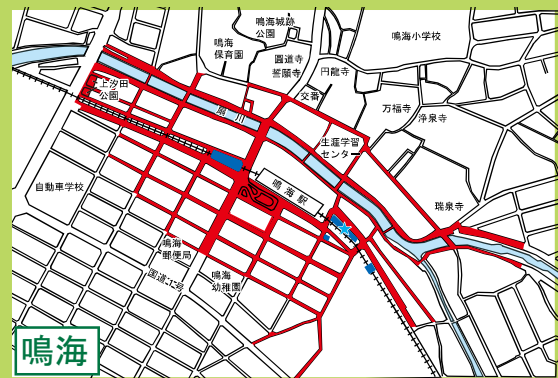 鳴海城跡
公園
鳴海
保育園
圓道寺
誓願寺
円龍寺
交番
鳴海小学校
万福寺
浄泉寺
上汐田
公園
扇川
生涯学習
センター
自動車学校
鳴海駅
瑞泉寺
鳴海
郵便局
国道1号
鳴海
幼稚園
鳴海